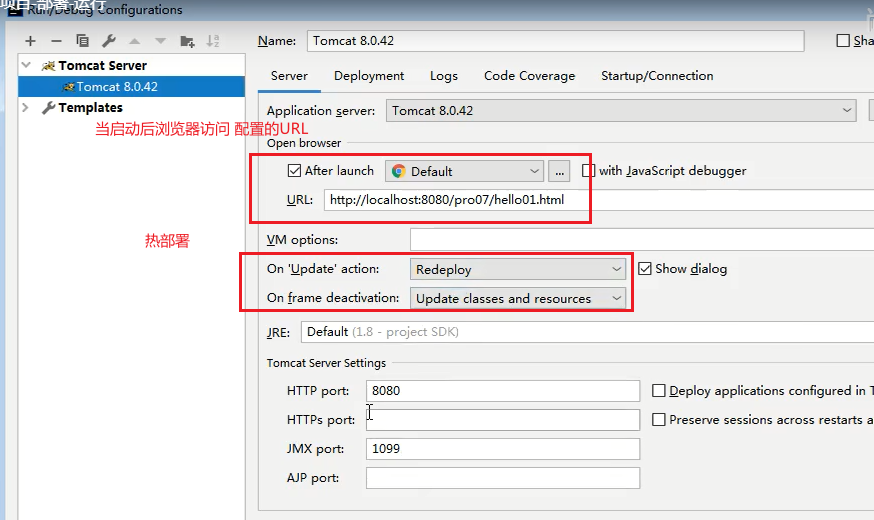 项目-部署-运行
Run/Debug Configurations
Name: Tomcat 8.0.42
Tomcat Server
Tomcat 8.0.42
Templates
Server Deployment Logs Code Coverage Startup/Connection
Application server: Tomcat 8.0.42
当启动后浏览器访问 配置的URL
Open browser
After launch Default ... with JavaScript debugger
URL: http://localhost:8080/pro07/hello01.html
热部署
VM options:
On 'Update' action: Redeploy Show dialog
On frame deactivation: Update classes and resources
JRE: Default (1.8 - project SDK)
Tomcat Server Settings
HTTP port: 8080 Deploy applications configured in
HTTPs port: Preserve sessions across restarts
JMX port: 1099
AJP port: